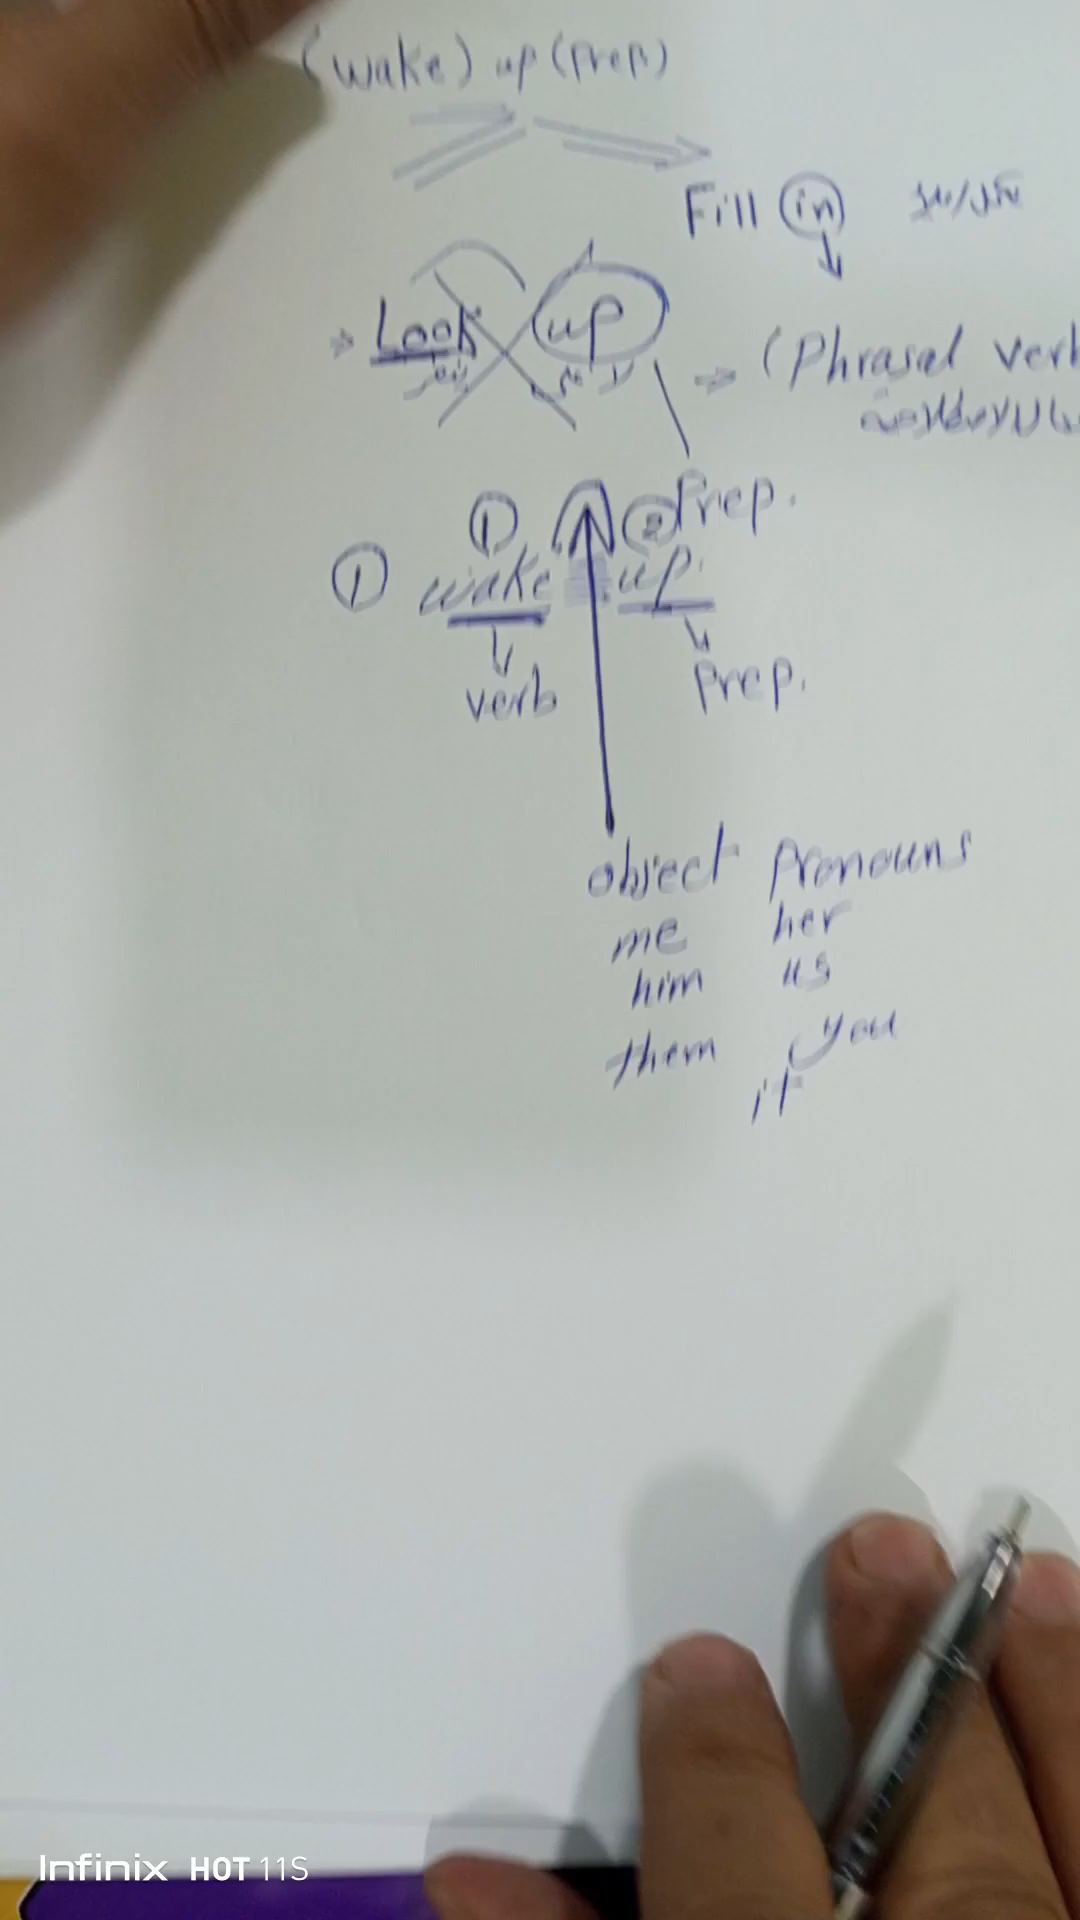 (wake) up (prep)
Fill in
Look up
(Phrasal verb
① ② Prep.
① wake up.
verb prep.
object pronouns
me her
him us
them you
it
Infinix HOT 11S